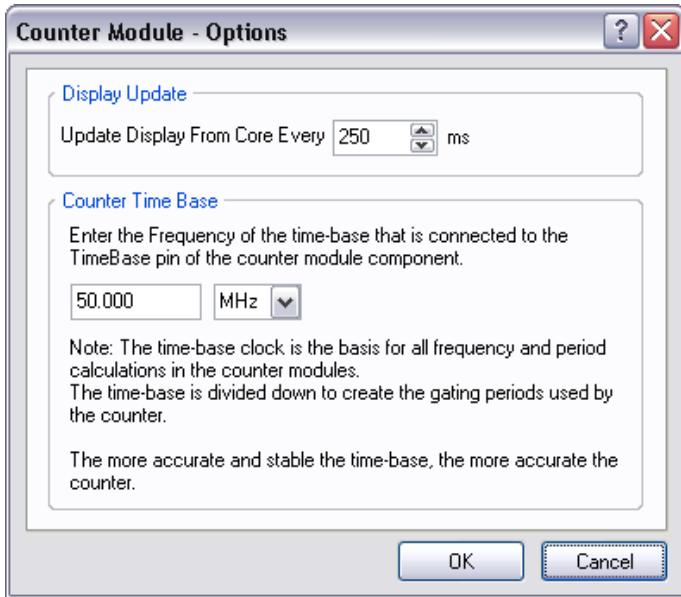 Counter Module - Options
?
Display Update
Update Display From Core Every 250 ms
Counter Time Base
Enter the Frequency of the time-base that is connected to the
TimeBase pin of the counter module component.
50.000 MHz
Note: The time-base clock is the basis for all frequency and period
calculations in the counter modules.
The time-base is divided down to create the gating periods used by
the counter.
The more accurate and stable the time-base, the more accurate the
counter.
OK Cancel